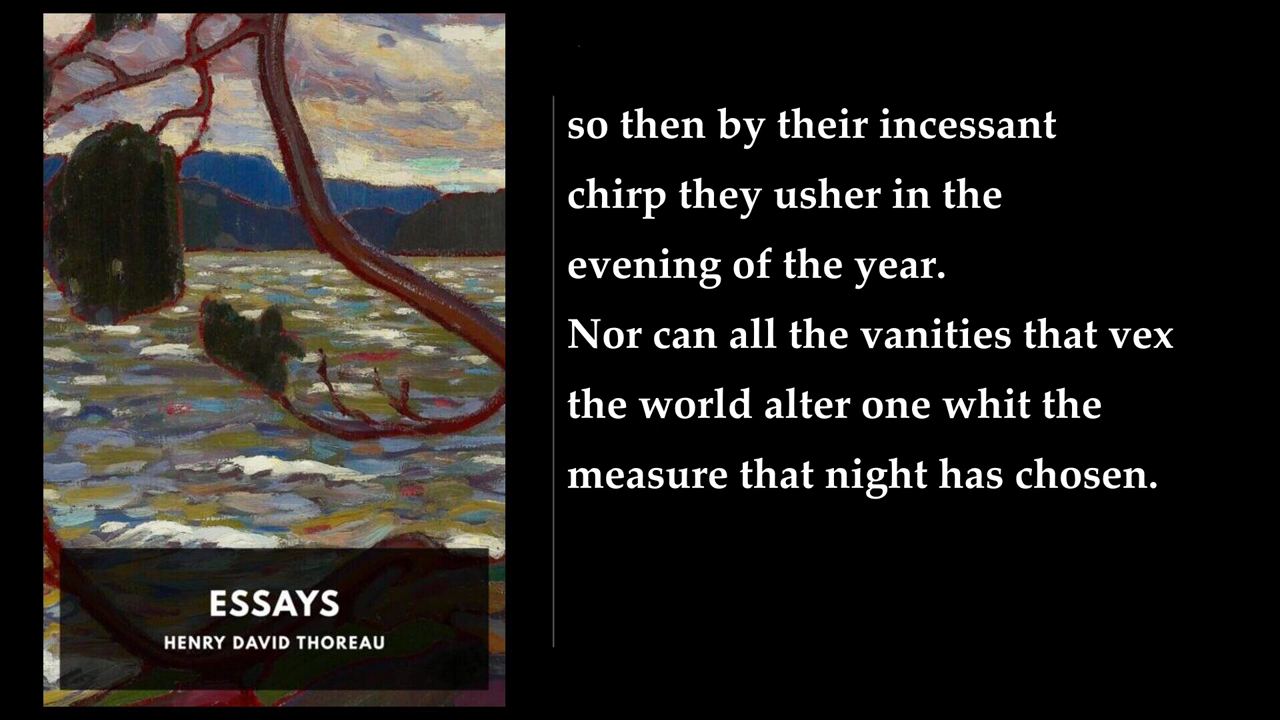 so then by their incessant
chirp they usher in the
evening of the year.
Nor can all the vanities that vex
the world alter one whit the
measure that night has chosen.
ESSAYS
HENRY DAVID THOREAU